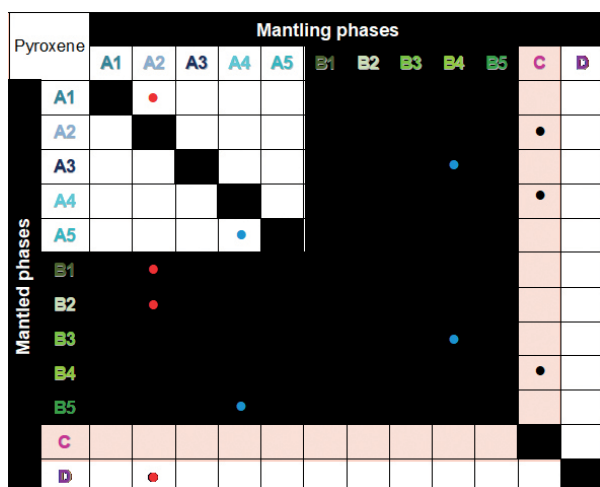 Pyroxene
Mantling phases
A1 A2 A3 A4 A5 B1 B2 B3 B4 B5 C D
Mantled phases
A1
A2
A3
A4
A5
B1
B2
B3
B4
B5
C
D